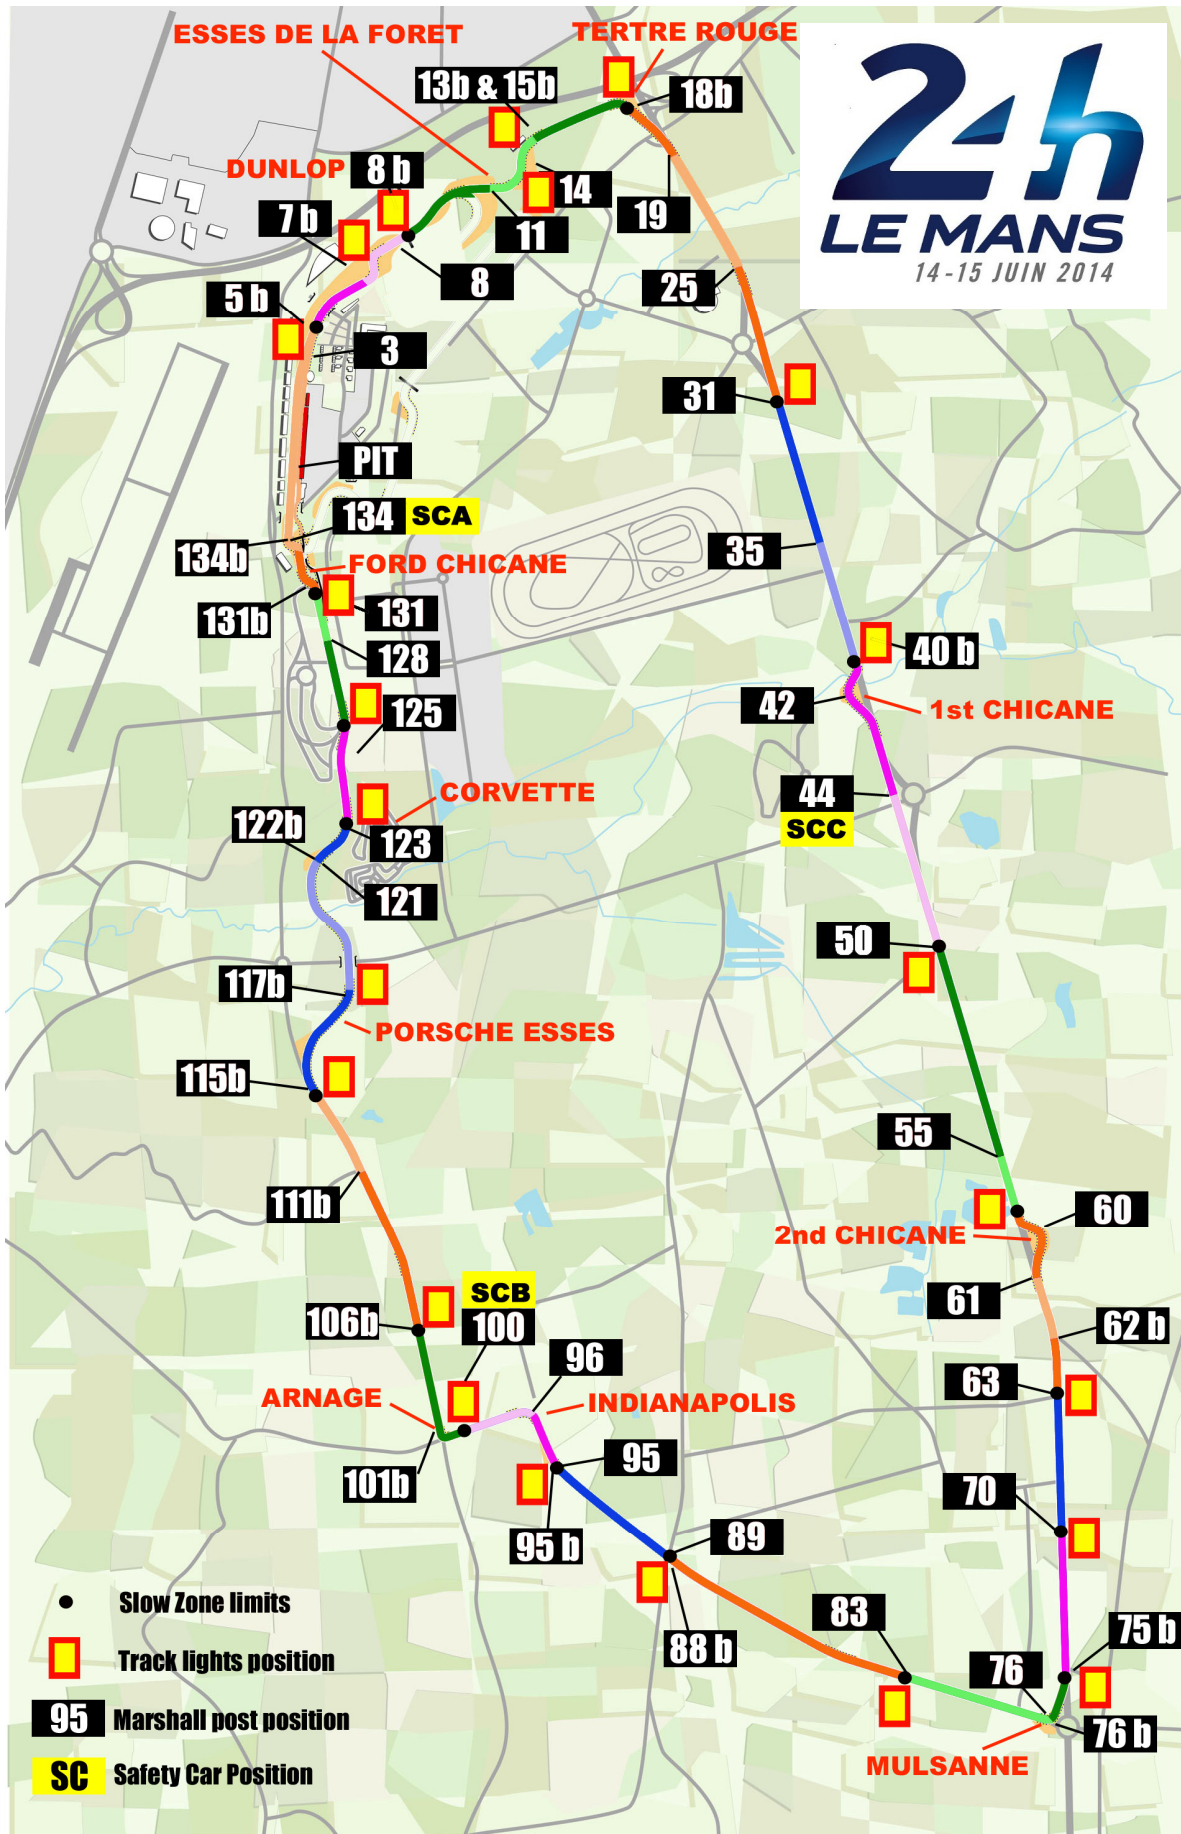 ESSES DE LA FORET
TERTRE ROUGE
24h
LE MANS
14-15 JUIN 2014
13b & 15b
18b
DUNLOP
8 b
14
7 b
19
11
8
25
5 b
3
31
PIT
134
SCA
35
134b
FORD CHICANE
131b
131
40 b
128
42
1st CHICANE
125
44
SCC
CORVETTE
122b
123
121
50
117b
PORSCHE ESSES
115b
55
111b
60
2nd CHICANE
61
SCB
100
106b
62 b
96
63
ARNAGE
INDIANAPOLIS
95
101b
70
89
95 b
Slow Zone limits
83
75 b
88 b
Track lights position
76
95
Marshall post position
76 b
MULSANNE
SC
Safety Car Position